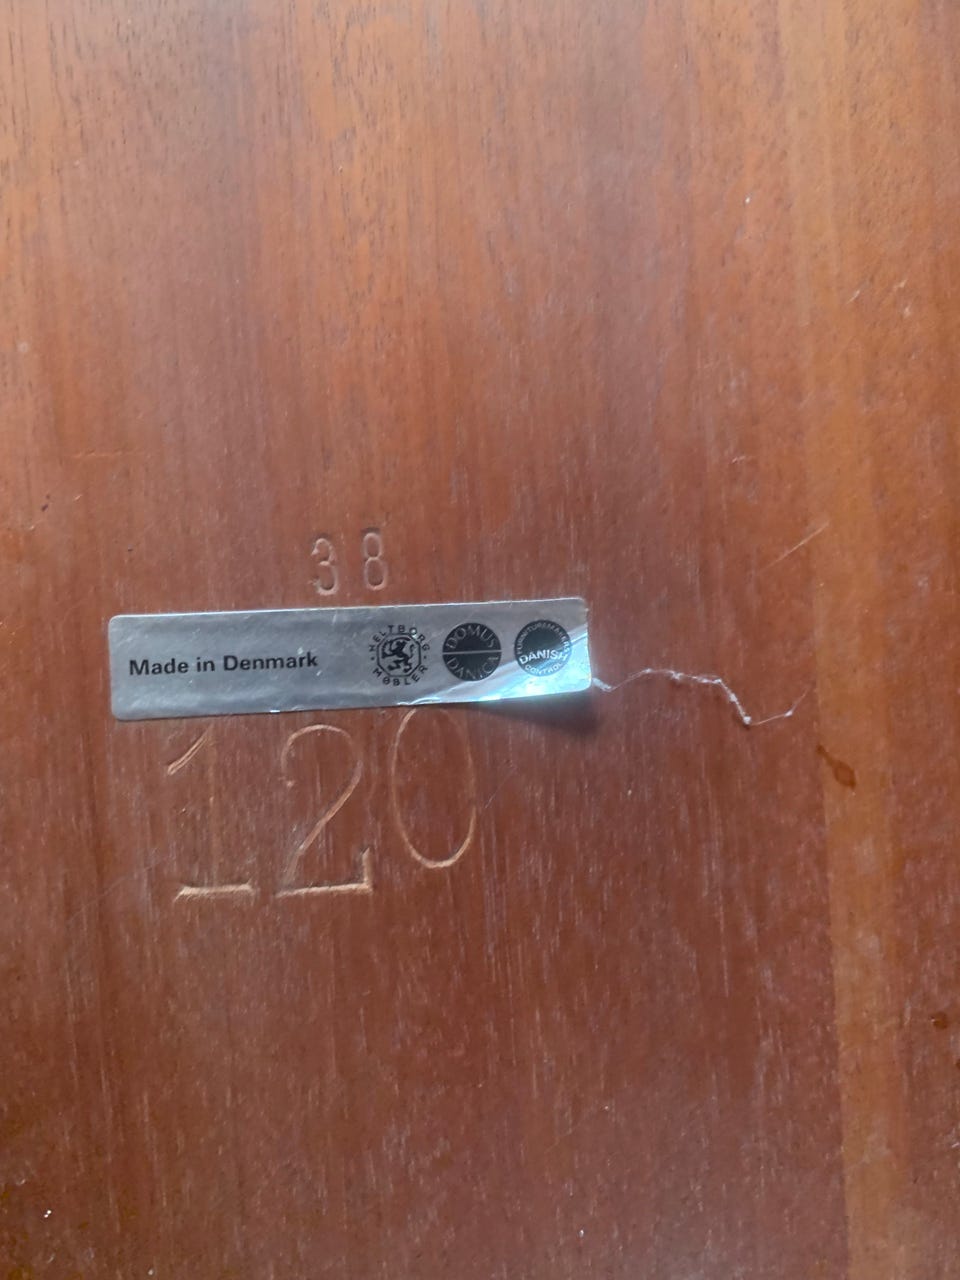 38
Made in Denmark
HELTBORG MØBLER
DOMUS DANICA
FURNITUREMAKERS DANISH CONTROL
120